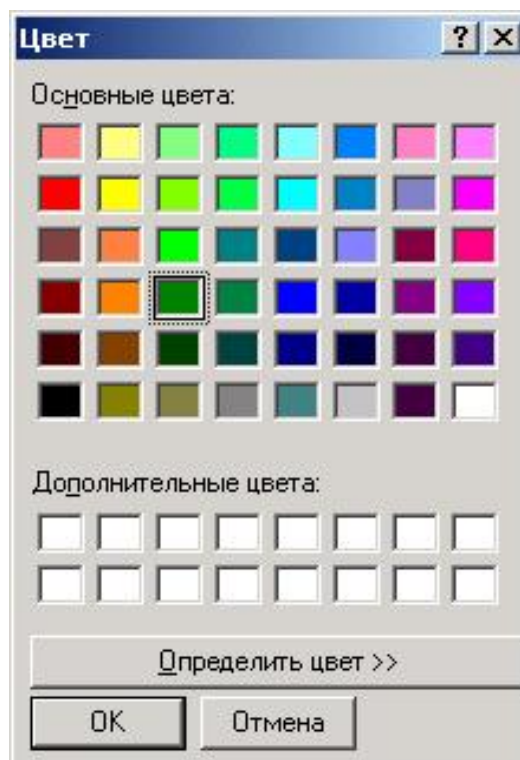 Цвет
Основные цвета:
Дополнительные цвета:
Определить цвет >>
OK
Отмена